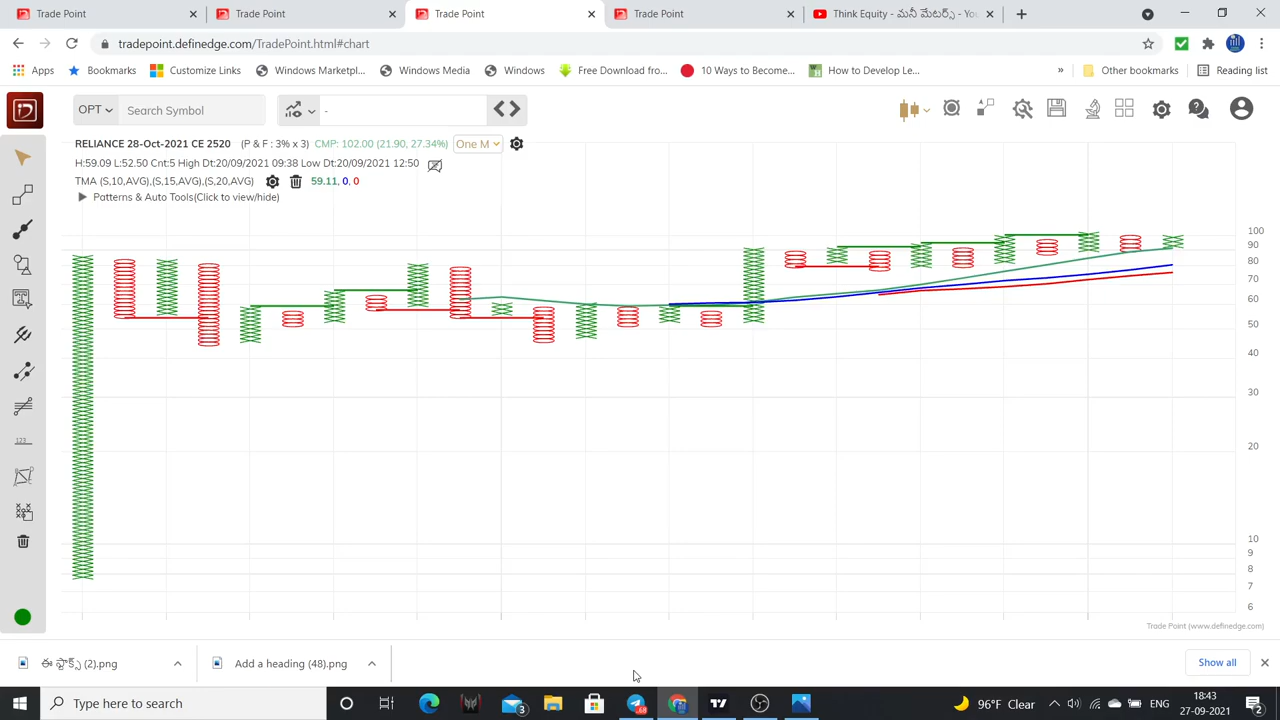 Trade Point
Trade Point
Trade Point
Trade Point
Think Equity - మనీ మేటర్స్ - Yo
tradepoint.definedge.com/TradePoint.html#chart
Apps
Bookmarks
Customize Links
Windows Marketpl...
Windows Media
Windows
Free Download fro...
10 Ways to Become...
How to Develop Le...
»
Other bookmarks
Reading list
OPT
Search Symbol
-
RELIANCE 28-Oct-2021 CE 2520 (P & F : 3% x 3) CMP: 102.00 (21.90, 27.34%) One M
H:59.09 L:52.50 Cnt:5 High Dt:20/09/2021 09:38 Low Dt:20/09/2021 12:50
TMA (S,10,AVG),(S,15,AVG),(S,20,AVG) 59.11, 0, 0
Patterns & Auto Tools(Click to view/hide)
123
100
90
80
70
60
50
40
30
20
10
9
8
7
6
Trade Point (www.definedge.com)
ఈ ఫ్లాక్స్ (2).png
Add a heading (48).png
Show all
Type here to search
3
68
96°F Clear
ENG
18:43
27-09-2021
2